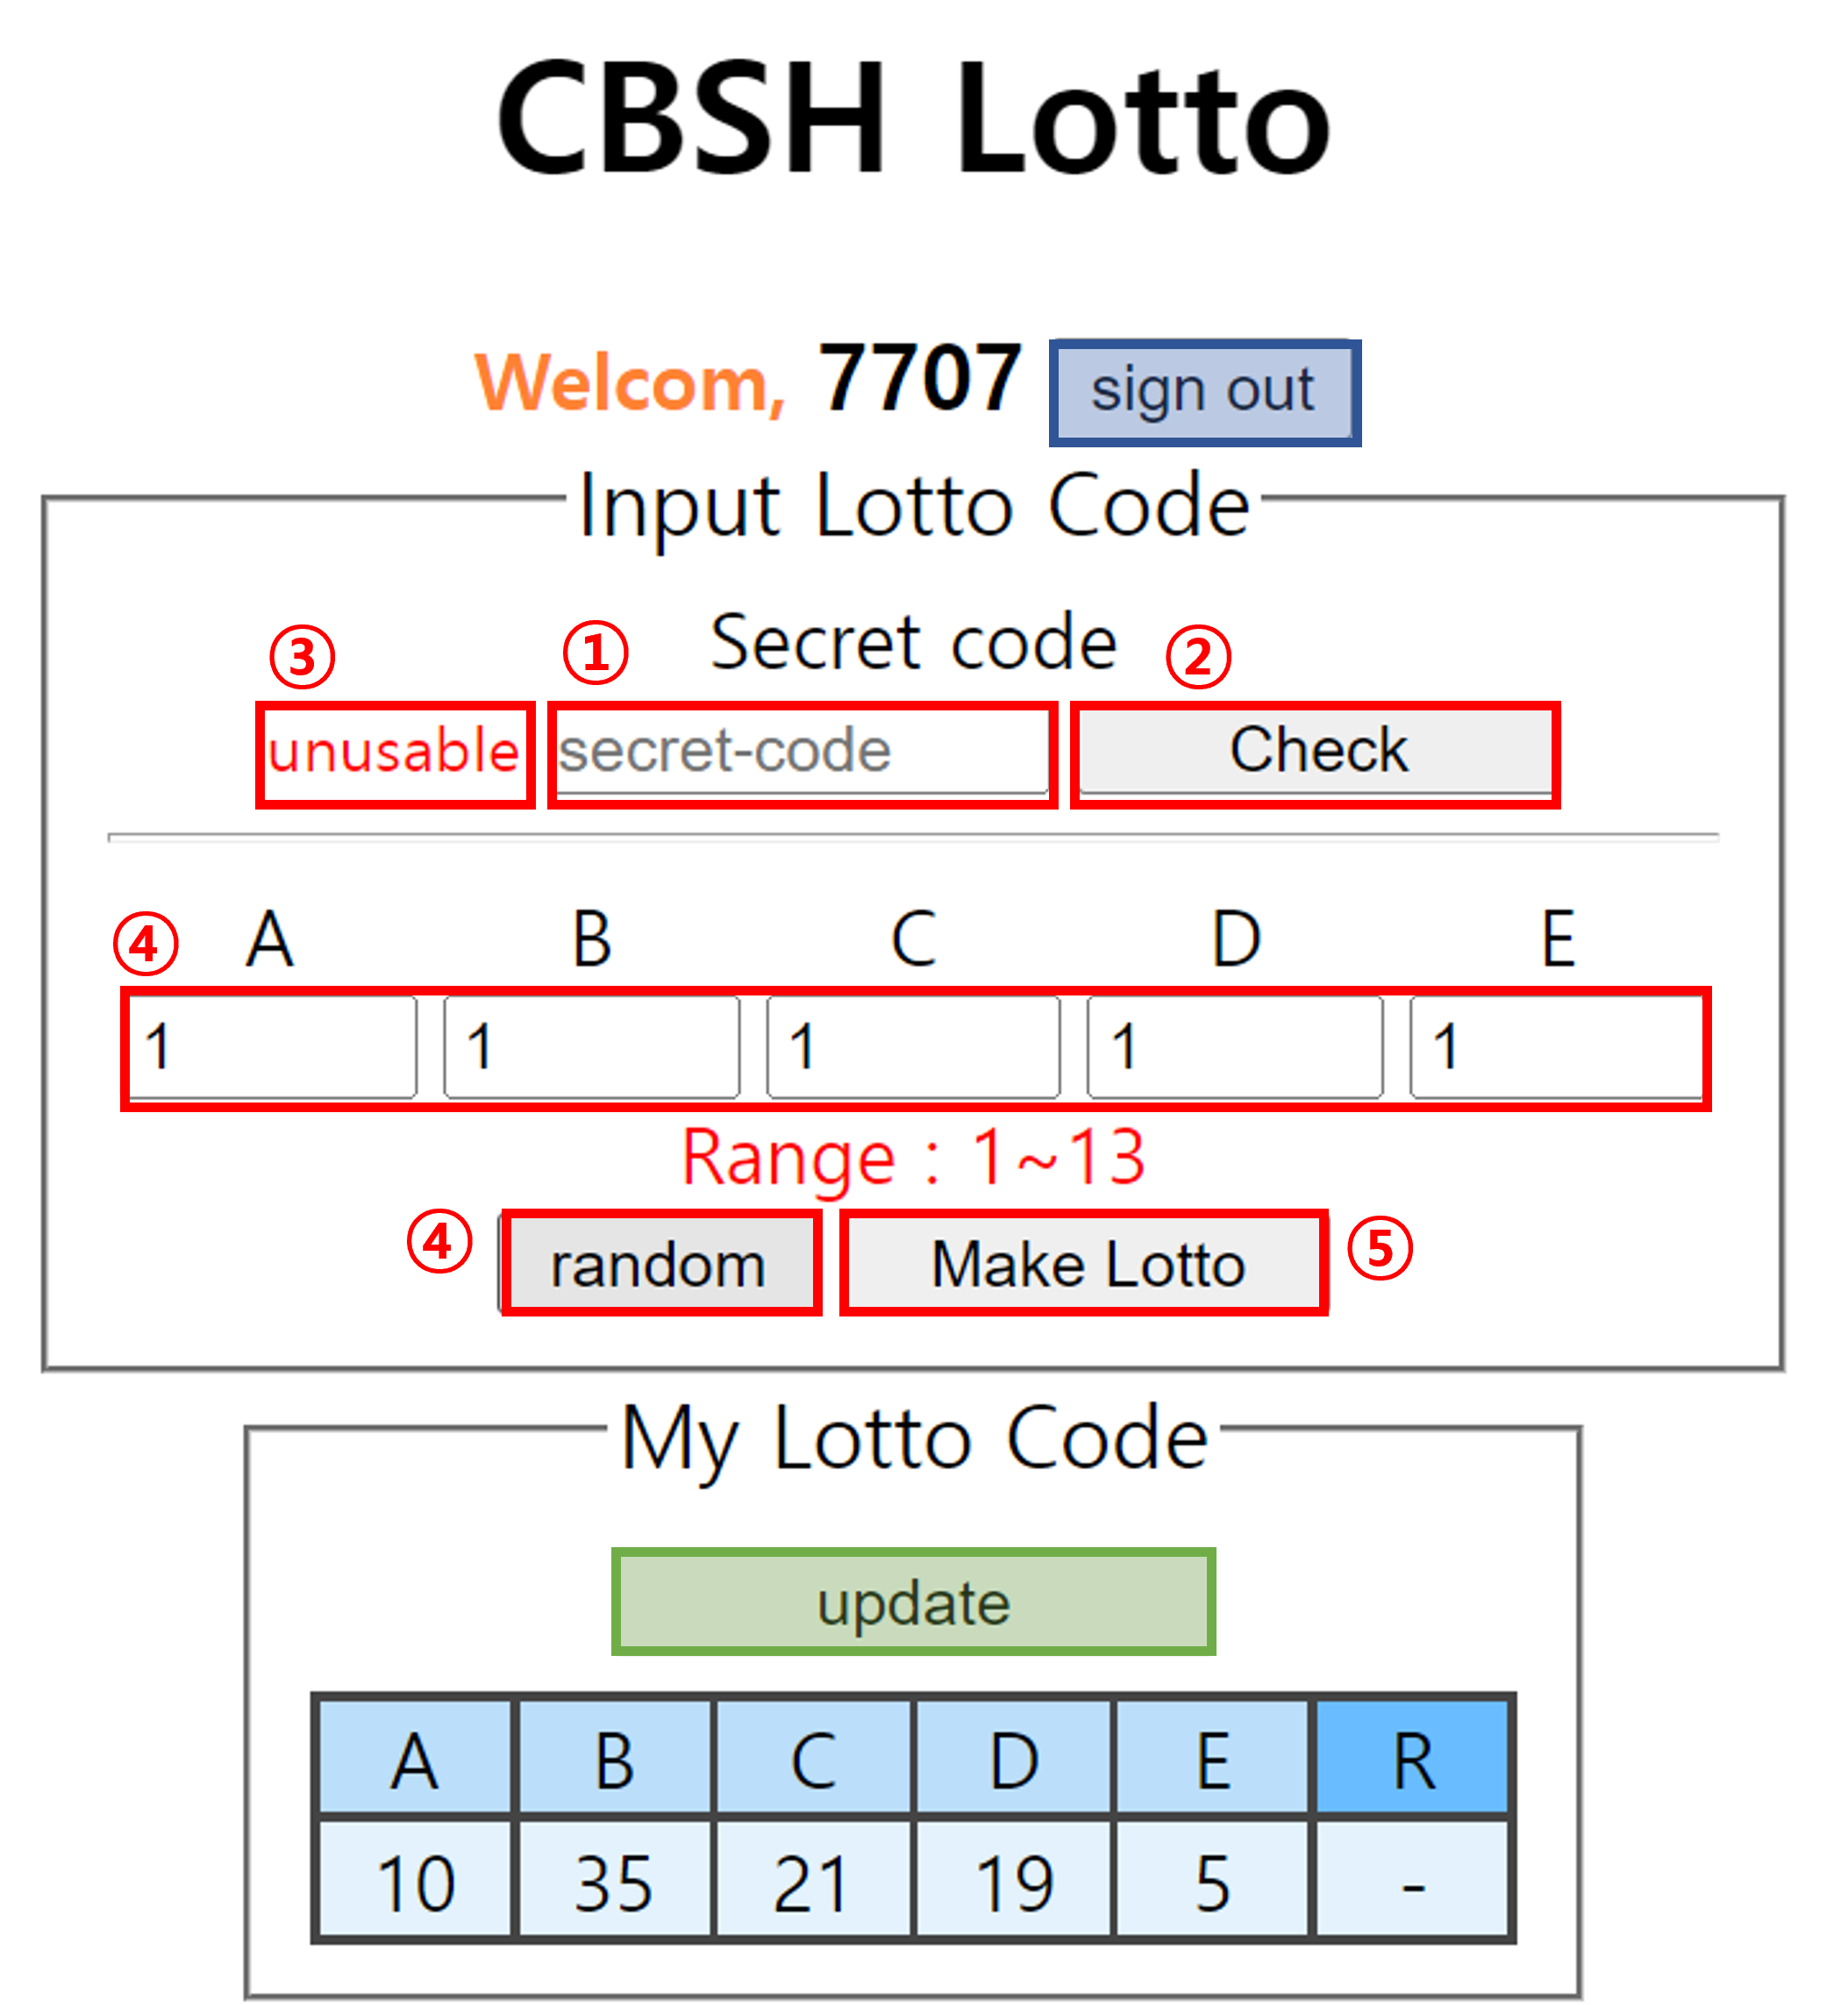 CBSH Lotto
Welcom, 7707 sign out
Input Lotto Code
③ ① Secret code ②
unusable secret-code Check
④ A B C D E
1 1 1 1 1
Range : 1~13
④ random Make Lotto ⑤
My Lotto Code
update
A B C D E R
10 35 21 19 5 -